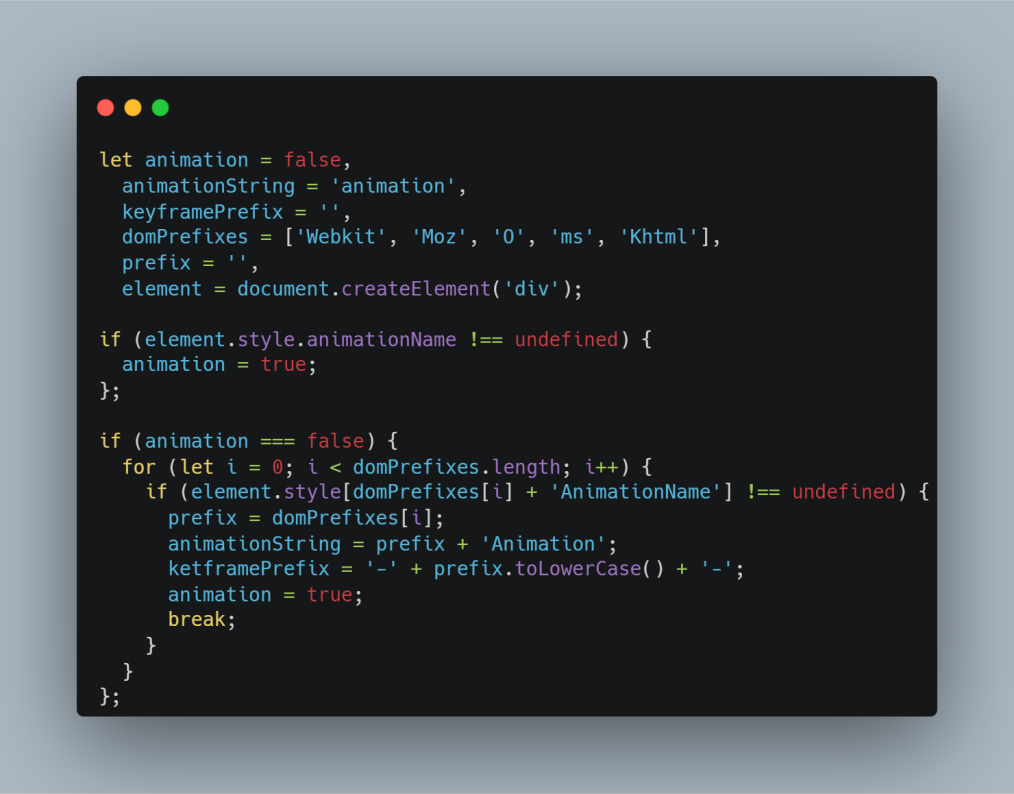 let animation = false,
  animationString = 'animation',
  keyframePrefix = '',
  domPrefixes = ['Webkit', 'Moz', 'O', 'ms', 'Khtml'],
  prefix = '',
  element = document.createElement('div');

if (element.style.animationName !== undefined) {
  animation = true;
};

if (animation === false) {
  for (let i = 0; i < domPrefixes.length; i++) {
    if (element.style[domPrefixes[i] + 'AnimationName'] !== undefined) {
      prefix = domPrefixes[i];
      animationString = prefix + 'Animation';
      ketframePrefix = '-' + prefix.toLowerCase() + '-';
      animation = true;
      break;
    }
  }
};